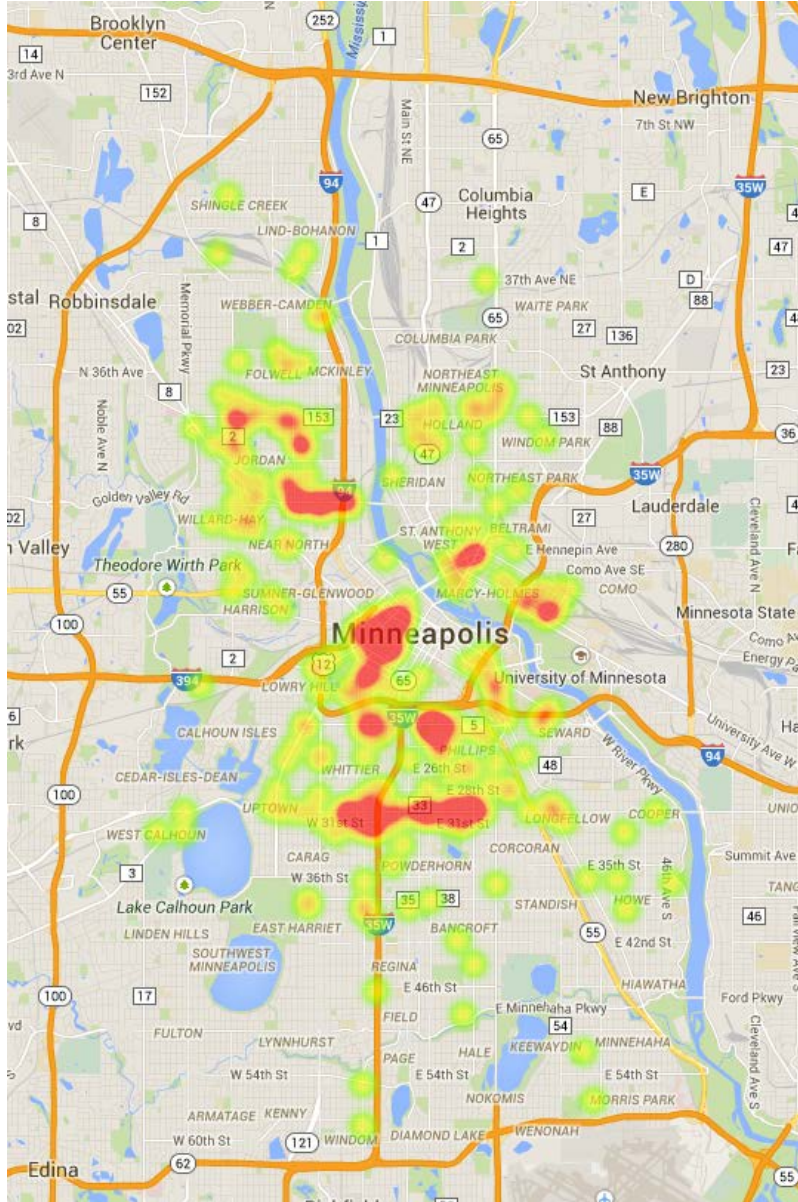 Brooklyn
Center
252
Mississi
1
14
3rd Ave N
152
Main St NE
New Brighton
7th St NW
65
94
35W
SHINGLE CREEK
Columbia
Heights
E
47
8
LIND-BOHANON
1
2
47
37th Ave NE
D
88
stal
Robbinsdale
Memorial Pkwy
WEBBER-CAMDEN
WAITE PARK
65
27
136
02
COLUMBIA PARK
N 36th Ave
FOLWELL
MCKINLEY
NORTHEAST
MINNEAPOLIS
St Anthony
23
8
Noble Ave N
153
23
HOLLAND
153
88
36
2
WINDOM PARK
47
JORDAN
35W
94
SHERIDAN
NORTHEAST PARK
Golden Valley Rd
Lauderdale
Cleveland Ave N
02
WILLARD-HAY
27
ST. ANTHONY
WEST
BELTRAMI
n Valley
NEAR NORTH
E Hennepin Ave
280
Theodore Wirth Park
Como Ave SE
55
SUMNER-GLENWOOD
MARCY-HOLMES
COMO
HARRISON
Minnesota State
100
Minneapolis
Como Av
2
12
Energy Pa
394
65
University of Minnesota
LOWRY HILL
6
35W
5
SEWARD
University Ave W
rk
CALHOUN ISLES
PHILLIPS
W River Pkwy
94
WHITTIER
E 26th St
48
CEDAR-ISLES-DEAN
E 28th St
100
UPTOWN
33
W 31st St
E 31st St
LONGFELLOW
COOPER
WEST CALHOUN
CARAG
CORCORAN
POWDERHORN
Summit Ave
3
W 36th St
E 35th St
46th Ave S
Lake Calhoun Park
35
38
STANDISH
HOWE
46
LINDEN HILLS
EAST HARRIET
35W
BANCROFT
55
E 42nd St
SOUTHWEST
MINNEAPOLIS
REGINA
HIAWATHA
100
17
E 46th St
Ford Pkwy
E Minnehaha Pkwy
FIELD
54
FULTON
LYNNHURST
PAGE
HALE
KEEWAYDIN
MINNEHAHA
Cleveland Ave S
W 54th St
E 54th St
E 54th St
NOKOMIS
MORRIS PARK
ARMATAGE
KENNY
W 60th St
121
WINDOM
DIAMOND LAKE
WENONAH
Edina
62
55